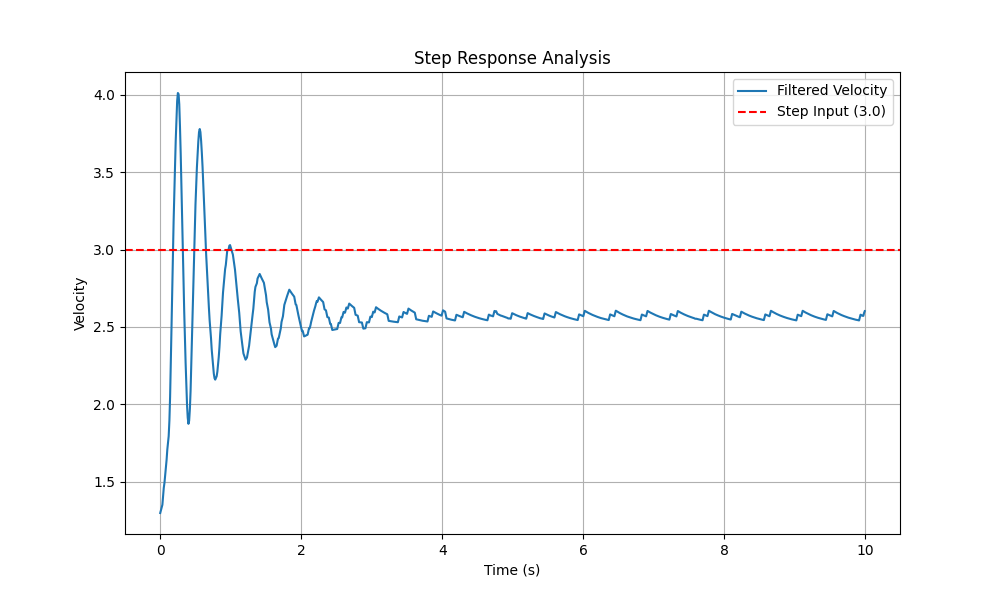 Step Response Analysis
Filtered Velocity
Step Input (3.0)
Velocity
4.0
3.5
3.0
2.5
2.0
1.5
0
2
4
6
8
10
Time (s)